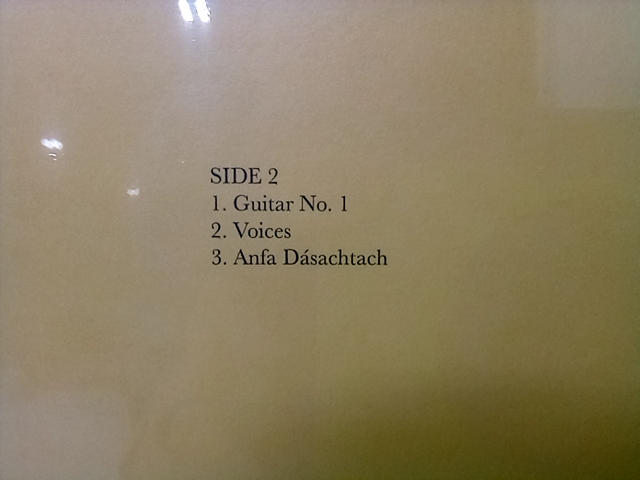 SIDE 2
1. Guitar No. 1
2. Voices
3. Anfa Dásachtach